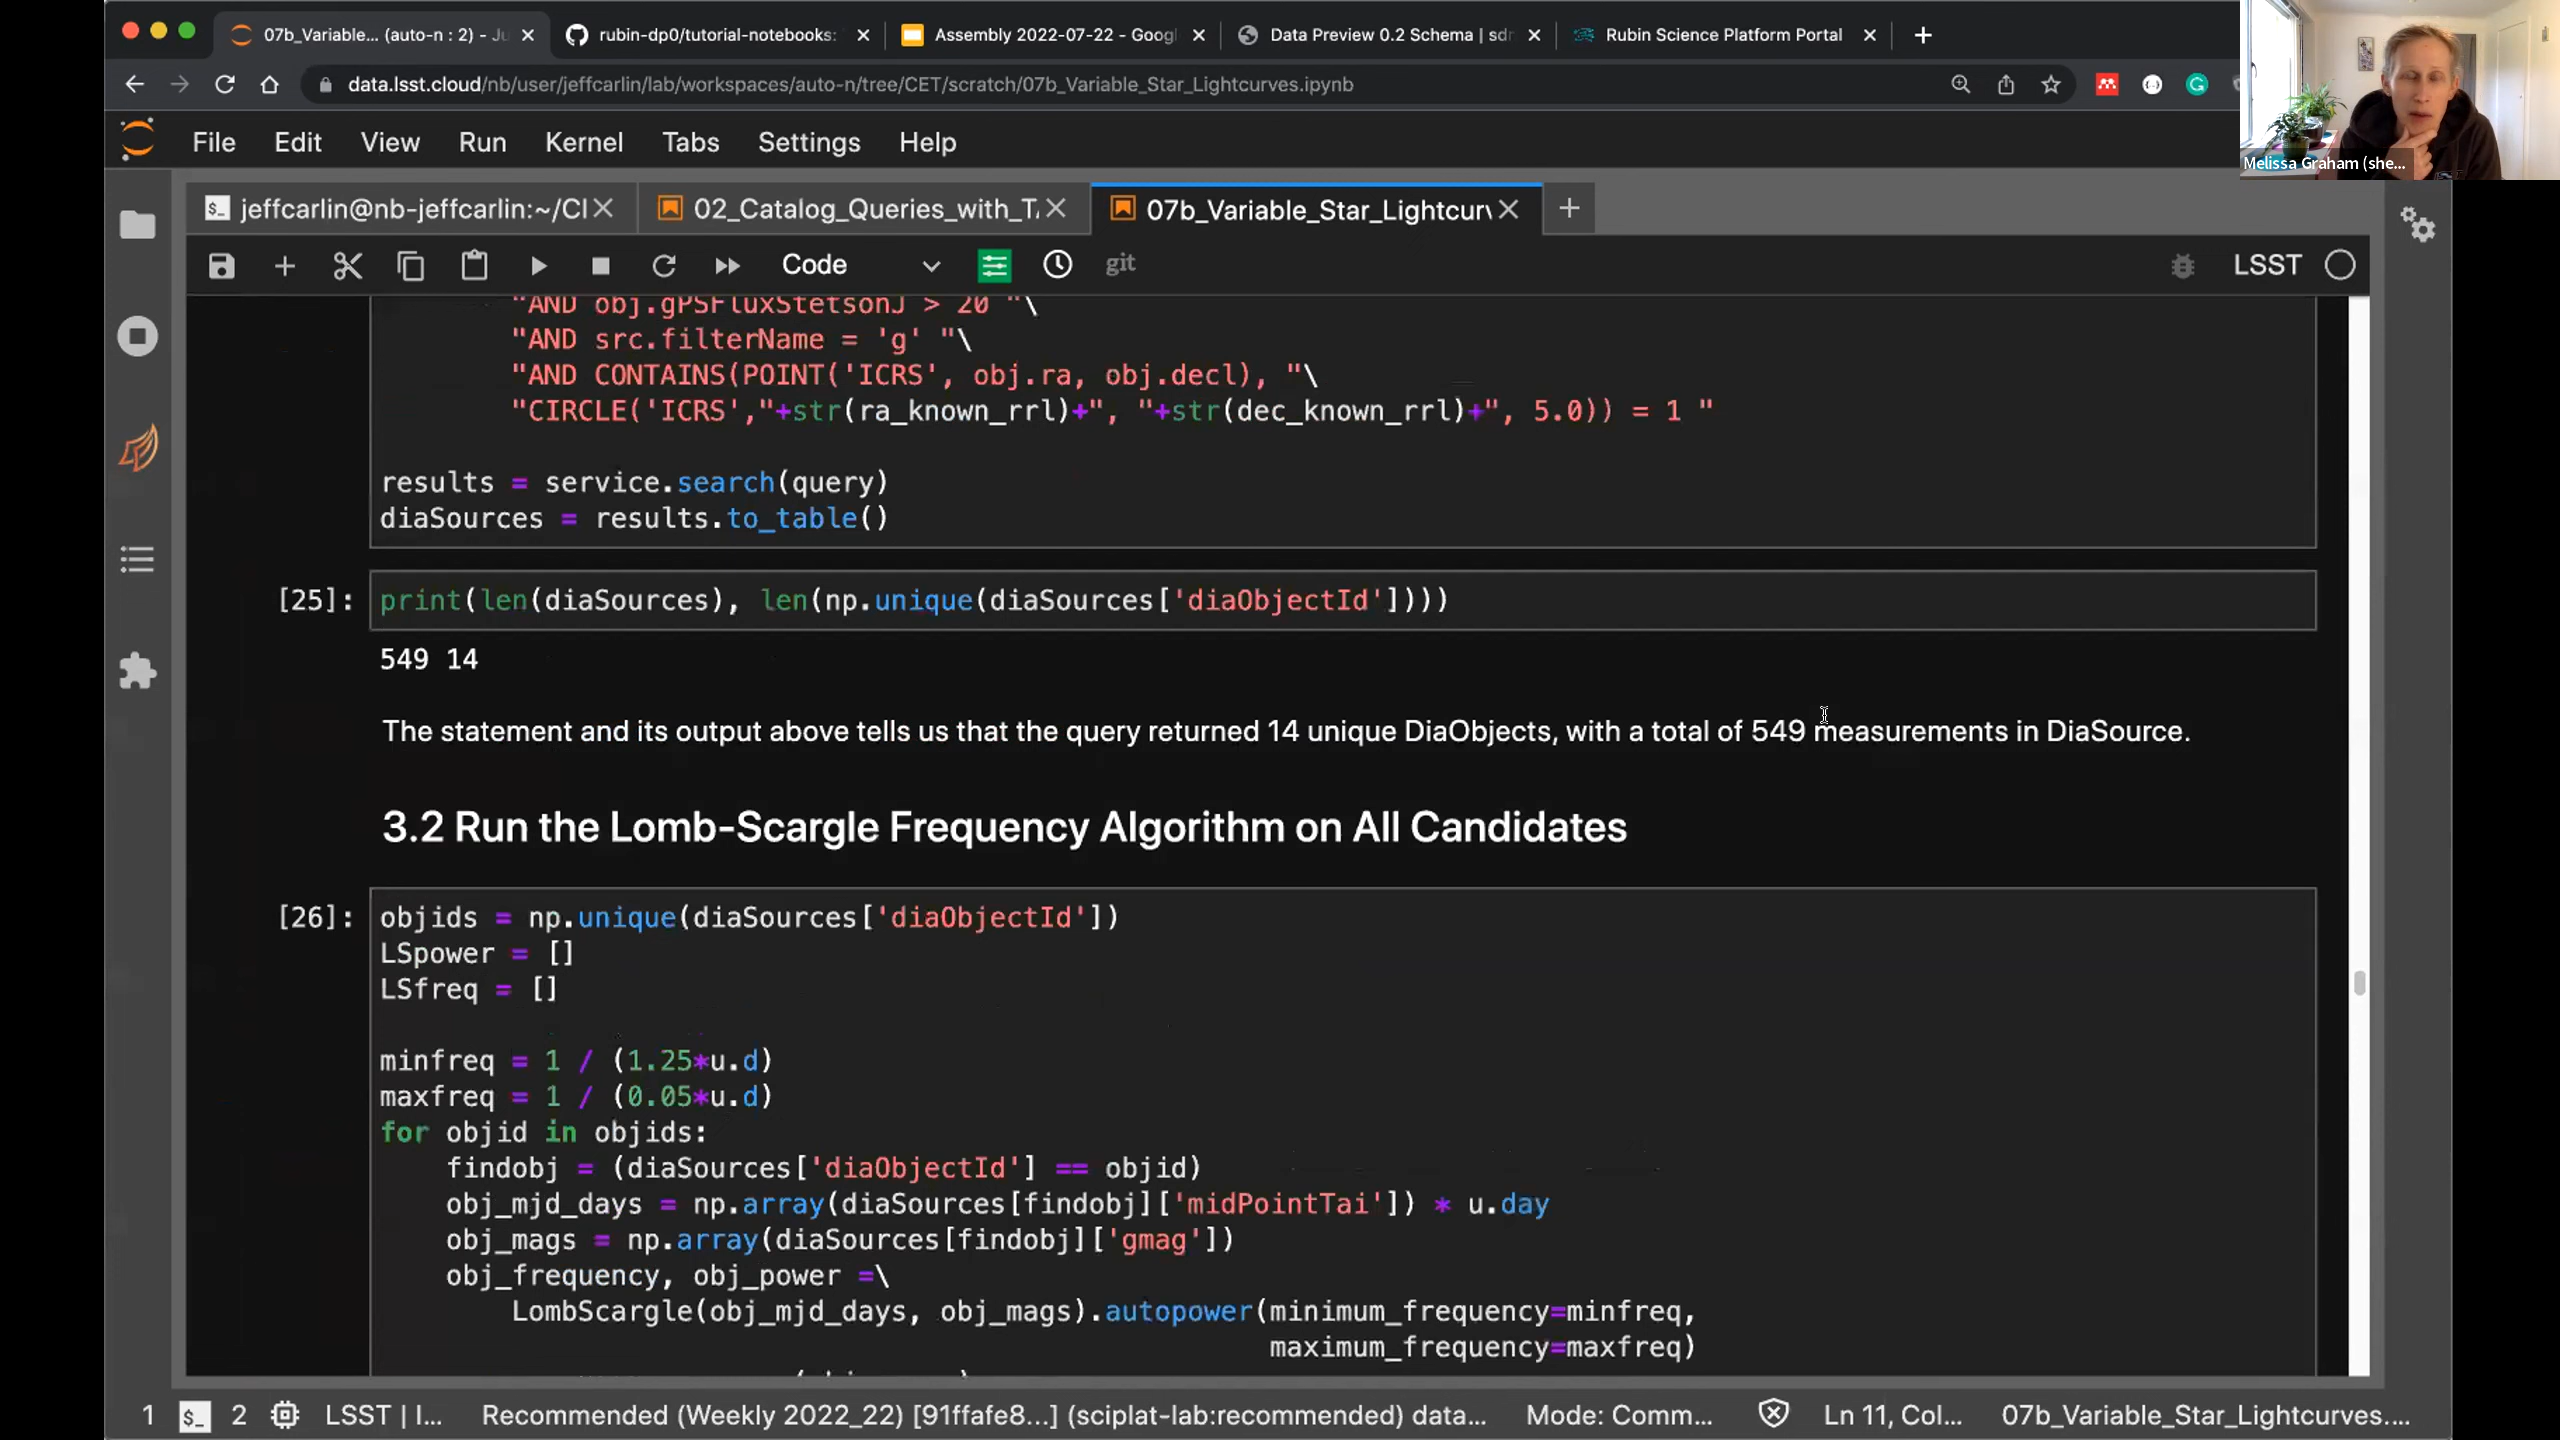 07b_Variable... (auto-n : 2) - Ju
rubin-dp0/tutorial-notebooks:
Assembly 2022-07-22 - Googl
Data Preview 0.2 Schema | sdm
Rubin Science Platform Portal
data.lsst.cloud/nb/user/jeffcarlin/lab/workspaces/auto-n/tree/CET/scratch/07b_Variable_Star_Lightcurves.ipynb
Melissa Graham (she...
File Edit View Run Kernel Tabs Settings Help
jeffcarlin@nb-jeffcarlin:~/CI
02_Catalog_Queries_with_TA
07b_Variable_Star_Lightcurv
Code
git
LSST
"AND obj.gPSFluxStetsonJ > 20 "\
"AND src.filterName = 'g' "\
"AND CONTAINS(POINT('ICRS', obj.ra, obj.decl), "\
"CIRCLE('ICRS',"+str(ra_known_rrl)+", "+str(dec_known_rrl)+", 5.0)) = 1 "
results = service.search(query)
diaSources = results.to_table()
[25]: print(len(diaSources), len(np.unique(diaSources['diaObjectId'])))
549 14
The statement and its output above tells us that the query returned 14 unique DiaObjects, with a total of 549 measurements in DiaSource.
3.2 Run the Lomb-Scargle Frequency Algorithm on All Candidates
[26]: objids = np.unique(diaSources['diaObjectId'])
LSpower = []
LSfreq = []
minfreq = 1 / (1.25*u.d)
maxfreq = 1 / (0.05*u.d)
for objid in objids:
findobj = (diaSources['diaObjectId'] == objid)
obj_mjd_days = np.array(diaSources[findobj]['midPointTai']) * u.day
obj_mags = np.array(diaSources[findobj]['gmag'])
obj_frequency, obj_power =\
LombScargle(obj_mjd_days, obj_mags).autopower(minimum_frequency=minfreq,
maximum_frequency=maxfreq)
1 $_ 2 LSST | I... Recommended (Weekly 2022_22) [91ffafe8...] (sciplat-lab:recommended) data... Mode: Comm... Ln 11, Col... 07b_Variable_Star_Lightcurves....